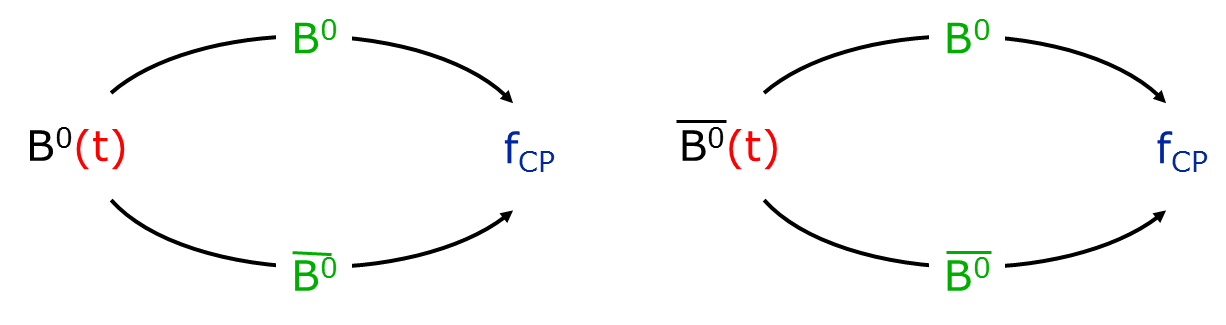 B⁰ B⁰
B⁰(t) f_CP B̅⁰̅(t) f_CP
B̅⁰̅ B̅⁰̅